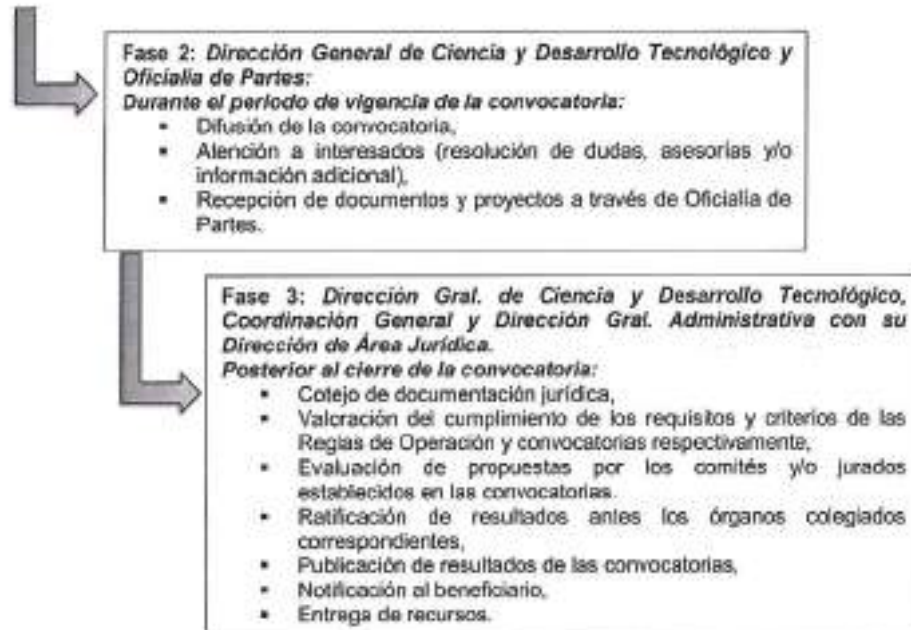 Fase 2: Dirección General de Ciencia y Desarrollo Tecnológico y
Oficialia de Partes:
Durante el periodo de vigencia de la convocatoria:
▪ Difusión de la convocatoria,
▪ Atención a interesados (resolución de dudas, asesorías y/o
información adicional),
▪ Recepción de documentos y proyectos a través de Oficialia de
Partes.
Fase 3: Dirección Gral. de Ciencia y Desarrollo Tecnológico,
Coordinación General y Dirección Gral. Administrativa con su
Dirección de Área Jurídica.
Posterior al cierre de la convocatoria:
▪ Cotejo de documentación jurídica,
▪ Valoración del cumplimiento de los requisitos y criterios de las
Reglas de Operación y convocatorias respectivamente,
▪ Evaluación de propuestas por los comités y/o jurados
establecidos en las convocatorias.
▪ Ratificación de resultados antes los órganos colegiados
correspondientes,
▪ Publicación de resultados de las convocatorias,
▪ Notificación al beneficiario,
▪ Entrega de recursos.